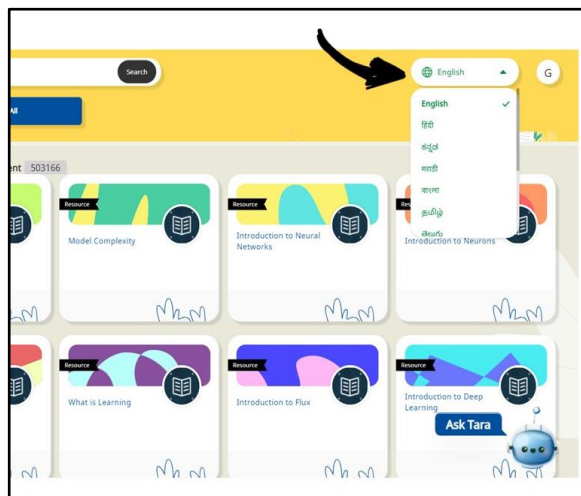 Search
English
G
All
English
हिंदी
ಕನ್ನಡ
मराठी
বাংলা
தமிழ்
తెలుగు
503166
Resource
Model Complexity
Resource
Introduction to Neural
Networks
Introduction to Neurons
Resource
What is Learning
Resource
Introduction to Flux
Resource
Introduction to Deep
Learning
Ask Tara